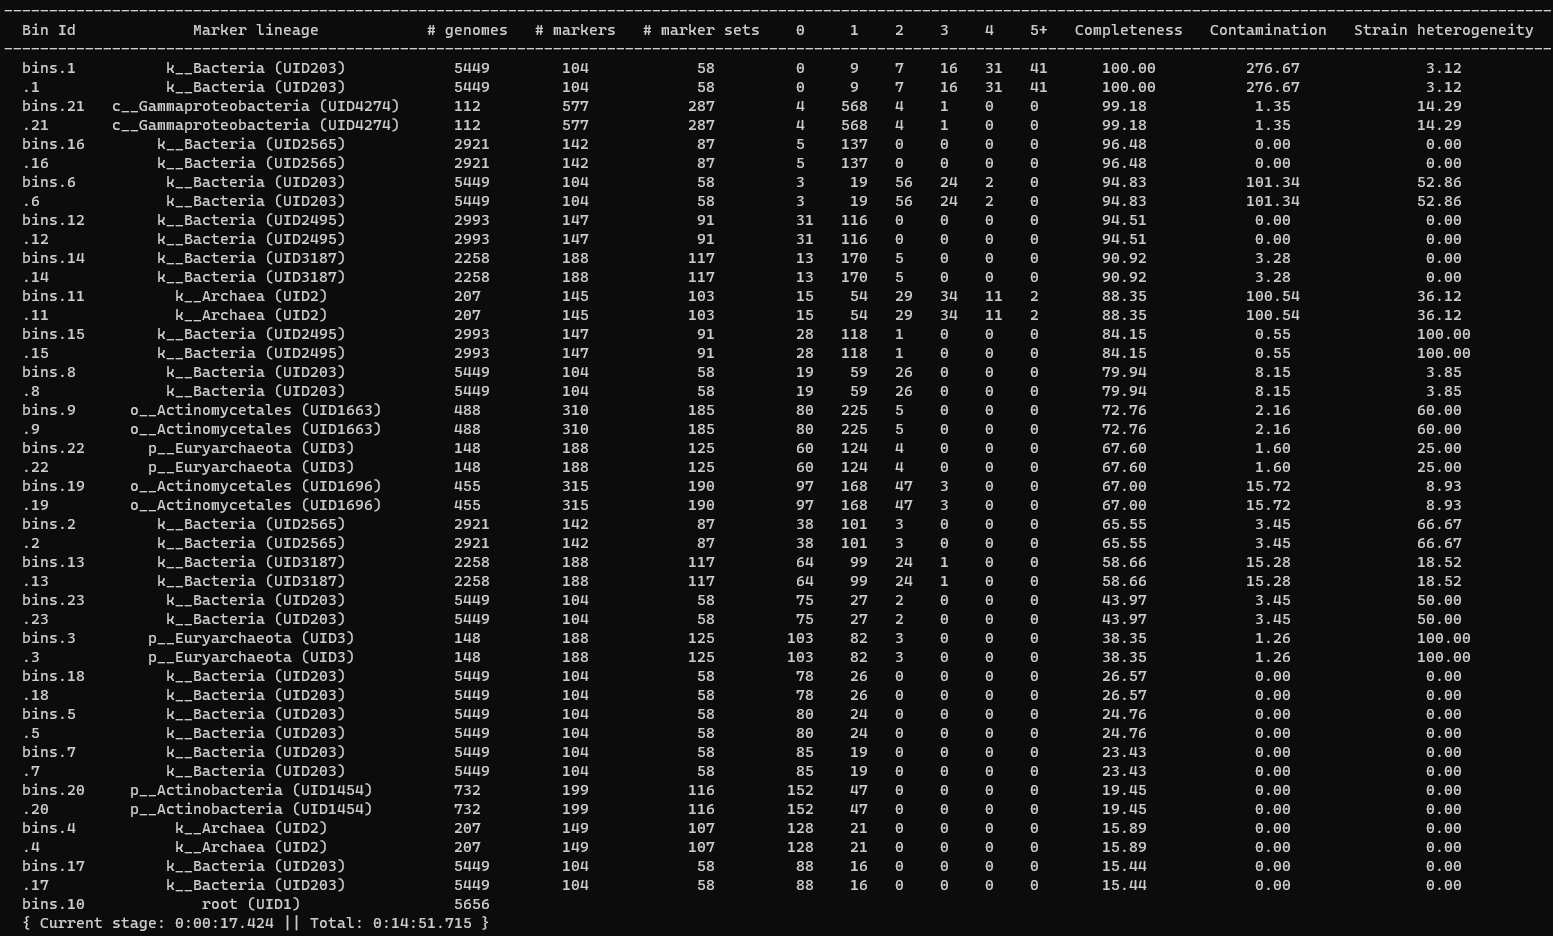 Bin Id Marker lineage # genomes # markers # marker sets 0 1 2 3 4 5+ Completeness Contamination Strain heterogeneity
bins.1 k__Bacteria (UID203) 5449 104 58 0 9 7 16 31 41 100.00 276.67 3.12
.1 k__Bacteria (UID203) 5449 104 58 0 9 7 16 31 41 100.00 276.67 3.12
bins.21 c__Gammaproteobacteria (UID4274) 112 577 287 4 568 4 1 0 0 99.18 1.35 14.29
.21 c__Gammaproteobacteria (UID4274) 112 577 287 4 568 4 1 0 0 99.18 1.35 14.29
bins.16 k__Bacteria (UID2565) 2921 142 87 5 137 0 0 0 0 96.48 0.00 0.00
.16 k__Bacteria (UID2565) 2921 142 87 5 137 0 0 0 0 96.48 0.00 0.00
bins.6 k__Bacteria (UID203) 5449 104 58 3 19 56 24 2 0 94.83 101.34 52.86
.6 k__Bacteria (UID203) 5449 104 58 3 19 56 24 2 0 94.83 101.34 52.86
bins.12 k__Bacteria (UID2495) 2993 147 91 31 116 0 0 0 0 94.51 0.00 0.00
.12 k__Bacteria (UID2495) 2993 147 91 31 116 0 0 0 0 94.51 0.00 0.00
bins.14 k__Bacteria (UID3187) 2258 188 117 13 170 5 0 0 0 90.92 3.28 0.00
.14 k__Bacteria (UID3187) 2258 188 117 13 170 5 0 0 0 90.92 3.28 0.00
bins.11 k__Archaea (UID2) 207 145 103 15 54 29 34 11 2 88.35 100.54 36.12
.11 k__Archaea (UID2) 207 145 103 15 54 29 34 11 2 88.35 100.54 36.12
bins.15 k__Bacteria (UID2495) 2993 147 91 28 118 1 0 0 0 84.15 0.55 100.00
.15 k__Bacteria (UID2495) 2993 147 91 28 118 1 0 0 0 84.15 0.55 100.00
bins.8 k__Bacteria (UID203) 5449 104 58 19 59 26 0 0 0 79.94 8.15 3.85
.8 k__Bacteria (UID203) 5449 104 58 19 59 26 0 0 0 79.94 8.15 3.85
bins.9 o__Actinomycetales (UID1663) 488 310 185 80 225 5 0 0 0 72.76 2.16 60.00
.9 o__Actinomycetales (UID1663) 488 310 185 80 225 5 0 0 0 72.76 2.16 60.00
bins.22 p__Euryarchaeota (UID3) 148 188 125 60 124 4 0 0 0 67.60 1.60 25.00
.22 p__Euryarchaeota (UID3) 148 188 125 60 124 4 0 0 0 67.60 1.60 25.00
bins.19 o__Actinomycetales (UID1696) 455 315 190 97 168 47 3 0 0 67.00 15.72 8.93
.19 o__Actinomycetales (UID1696) 455 315 190 97 168 47 3 0 0 67.00 15.72 8.93
bins.2 k__Bacteria (UID2565) 2921 142 87 38 101 3 0 0 0 65.55 3.45 66.67
.2 k__Bacteria (UID2565) 2921 142 87 38 101 3 0 0 0 65.55 3.45 66.67
bins.13 k__Bacteria (UID3187) 2258 188 117 64 99 24 1 0 0 58.66 15.28 18.52
.13 k__Bacteria (UID3187) 2258 188 117 64 99 24 1 0 0 58.66 15.28 18.52
bins.23 k__Bacteria (UID203) 5449 104 58 75 27 2 0 0 0 43.97 3.45 50.00
.23 k__Bacteria (UID203) 5449 104 58 75 27 2 0 0 0 43.97 3.45 50.00
bins.3 p__Euryarchaeota (UID3) 148 188 125 103 82 3 0 0 0 38.35 1.26 100.00
.3 p__Euryarchaeota (UID3) 148 188 125 103 82 3 0 0 0 38.35 1.26 100.00
bins.18 k__Bacteria (UID203) 5449 104 58 78 26 0 0 0 0 26.57 0.00 0.00
.18 k__Bacteria (UID203) 5449 104 58 78 26 0 0 0 0 26.57 0.00 0.00
bins.5 k__Bacteria (UID203) 5449 104 58 80 24 0 0 0 0 24.76 0.00 0.00
.5 k__Bacteria (UID203) 5449 104 58 80 24 0 0 0 0 24.76 0.00 0.00
bins.7 k__Bacteria (UID203) 5449 104 58 85 19 0 0 0 0 23.43 0.00 0.00
.7 k__Bacteria (UID203) 5449 104 58 85 19 0 0 0 0 23.43 0.00 0.00
bins.20 p__Actinobacteria (UID1454) 732 199 116 152 47 0 0 0 0 19.45 0.00 0.00
.20 p__Actinobacteria (UID1454) 732 199 116 152 47 0 0 0 0 19.45 0.00 0.00
bins.4 k__Archaea (UID2) 207 149 107 128 21 0 0 0 0 15.89 0.00 0.00
.4 k__Archaea (UID2) 207 149 107 128 21 0 0 0 0 15.89 0.00 0.00
bins.17 k__Bacteria (UID203) 5449 104 58 88 16 0 0 0 0 15.44 0.00 0.00
.17 k__Bacteria (UID203) 5449 104 58 88 16 0 0 0 0 15.44 0.00 0.00
bins.10 root (UID1) 5656
{ Current stage: 0:00:17.424 || Total: 0:14:51.715 }